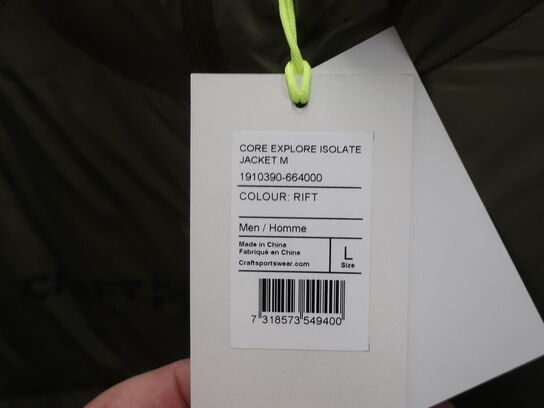 CORE EXPLORE ISOLATE
JACKET M
1910390-664000
COLOUR: RIFT
Men / Homme
Made in China
Fabriqué en Chine
Craftsportswear.com
L
Size
7 318573 549400
CRAFT